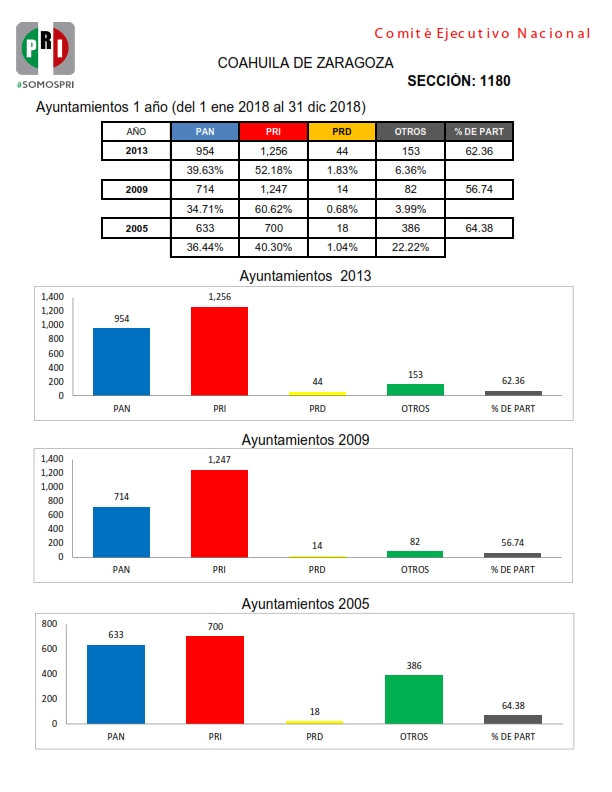 Comité Ejecutivo Nacional
PRI
#SOMOSPRI
COAHUILA DE ZARAGOZA
SECCIÓN: 1180
Ayuntamientos 1 año (del 1 ene 2018 al 31 dic 2018)
AÑO PAN PRI PRD OTROS % DE PART
2013 954 1,256 44 153 62.36
39.63% 52.18% 1.83% 6.36%
2009 714 1,247 14 82 56.74
34.71% 60.62% 0.68% 3.99%
2005 633 700 18 386 64.38
36.44% 40.30% 1.04% 22.22%
Ayuntamientos 2013
1,400
1,200
1,000
800
600
400
200
0
954
1,256
44
153
62.36
PAN PRI PRD OTROS % DE PART
Ayuntamientos 2009
1,400
1,200
1,000
800
600
400
200
0
714
1,247
14
82
56.74
PAN PRI PRD OTROS % DE PART
Ayuntamientos 2005
800
600
400
200
0
633
700
18
386
64.38
PAN PRI PRD OTROS % DE PART